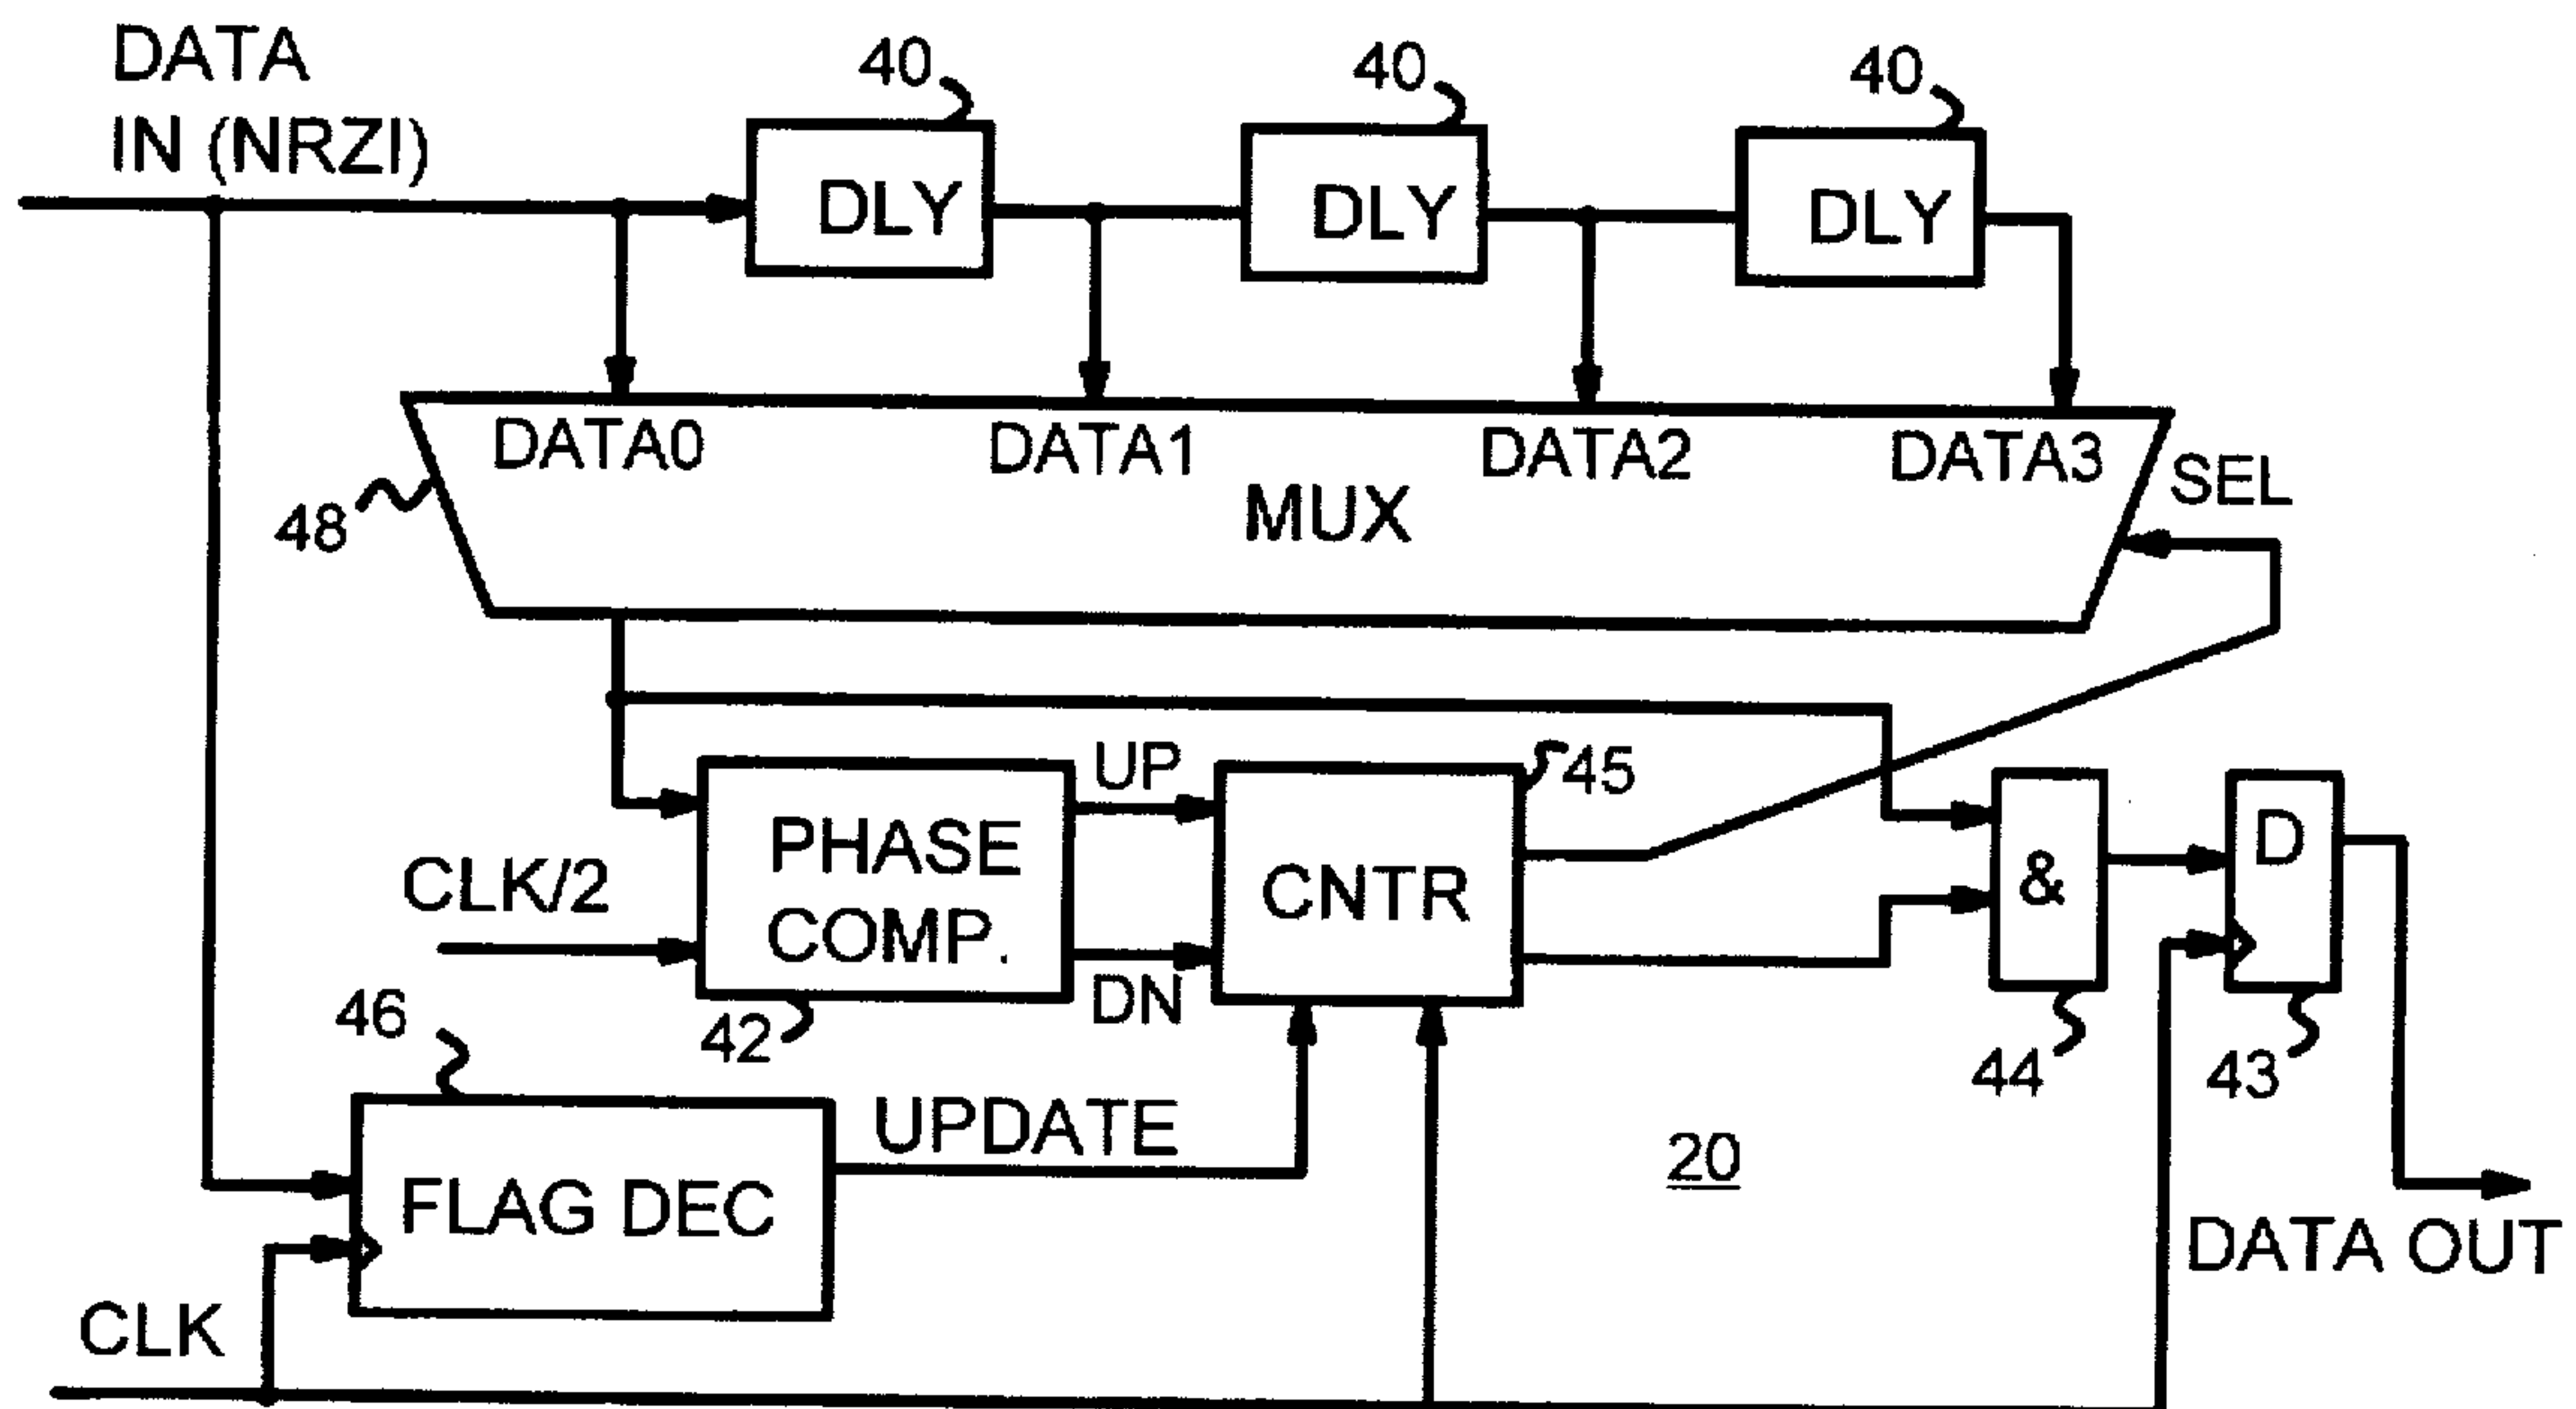 DATA
IN (NRZI)
40
40
40
DLY
DLY
DLY
DATA0
DATA1
DATA2
DATA3
SEL
48
MUX
UP
45
PHASE
COMP.
CLK/2
CNTR
&
D
DN
46
42
44
43
UPDATE
20
FLAG DEC
DATA OUT
CLK